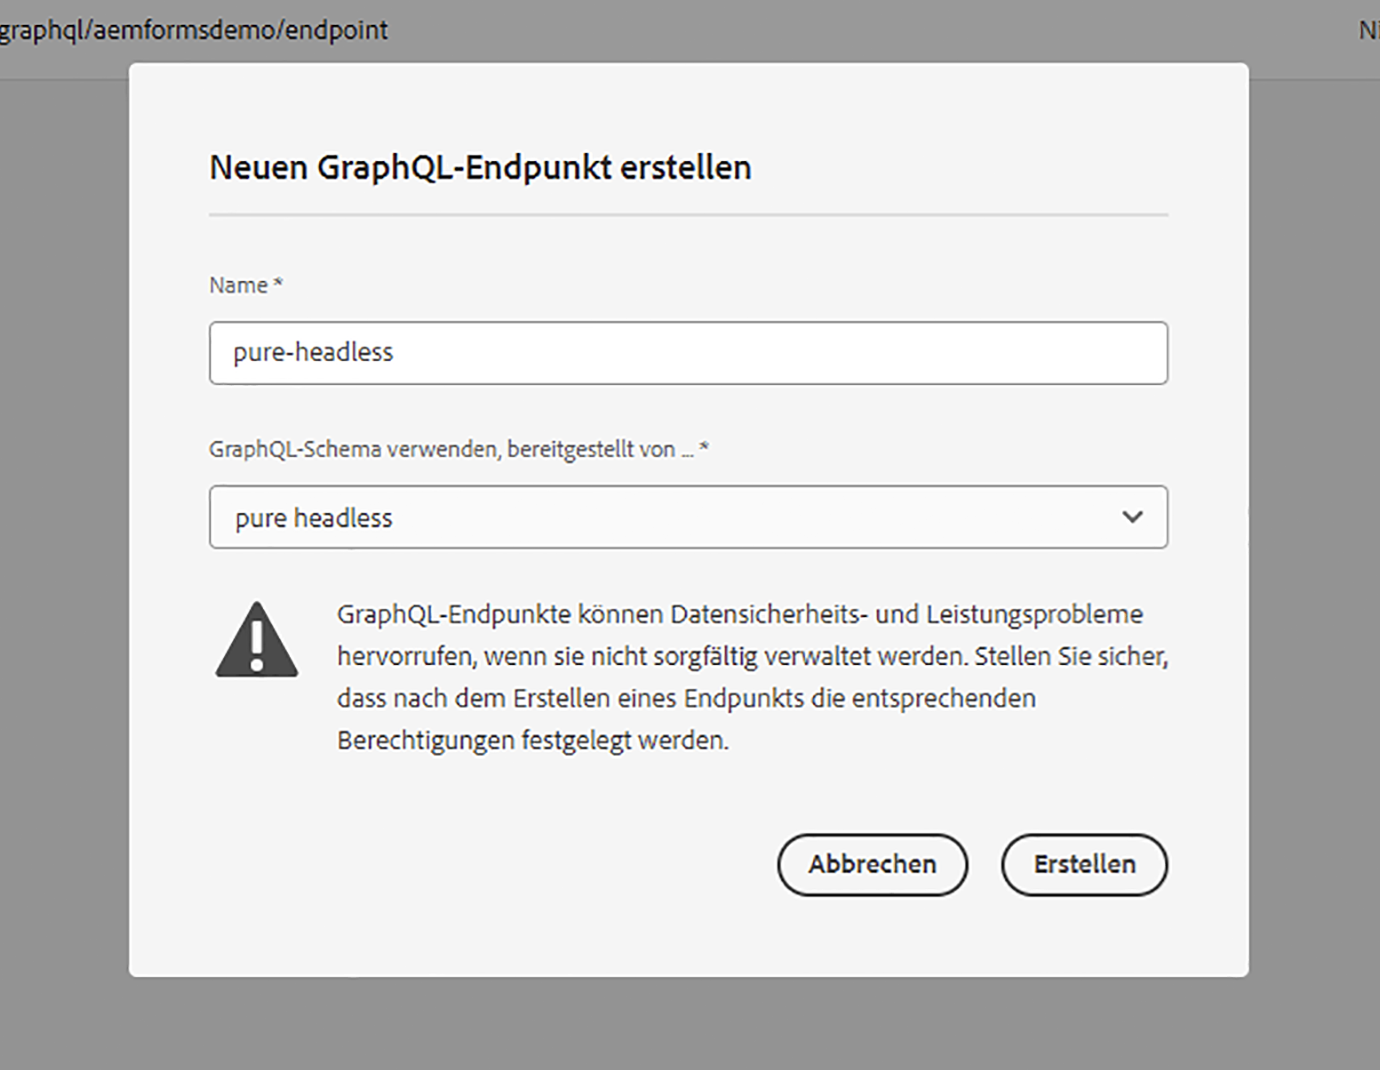 graphql/aemformsdemo/endpoint
Neuen GraphQL-Endpunkt erstellen
Name *
pure-headless
GraphQL-Schema verwenden, bereitgestellt von ... *
pure headless
GraphQL-Endpunkte können Datensicherheits- und Leistungsprobleme
hervorrufen, wenn sie nicht sorgfältig verwaltet werden. Stellen Sie sicher,
dass nach dem Erstellen eines Endpunkts die entsprechenden
Berechtigungen festgelegt werden.
Abbrechen Erstellen